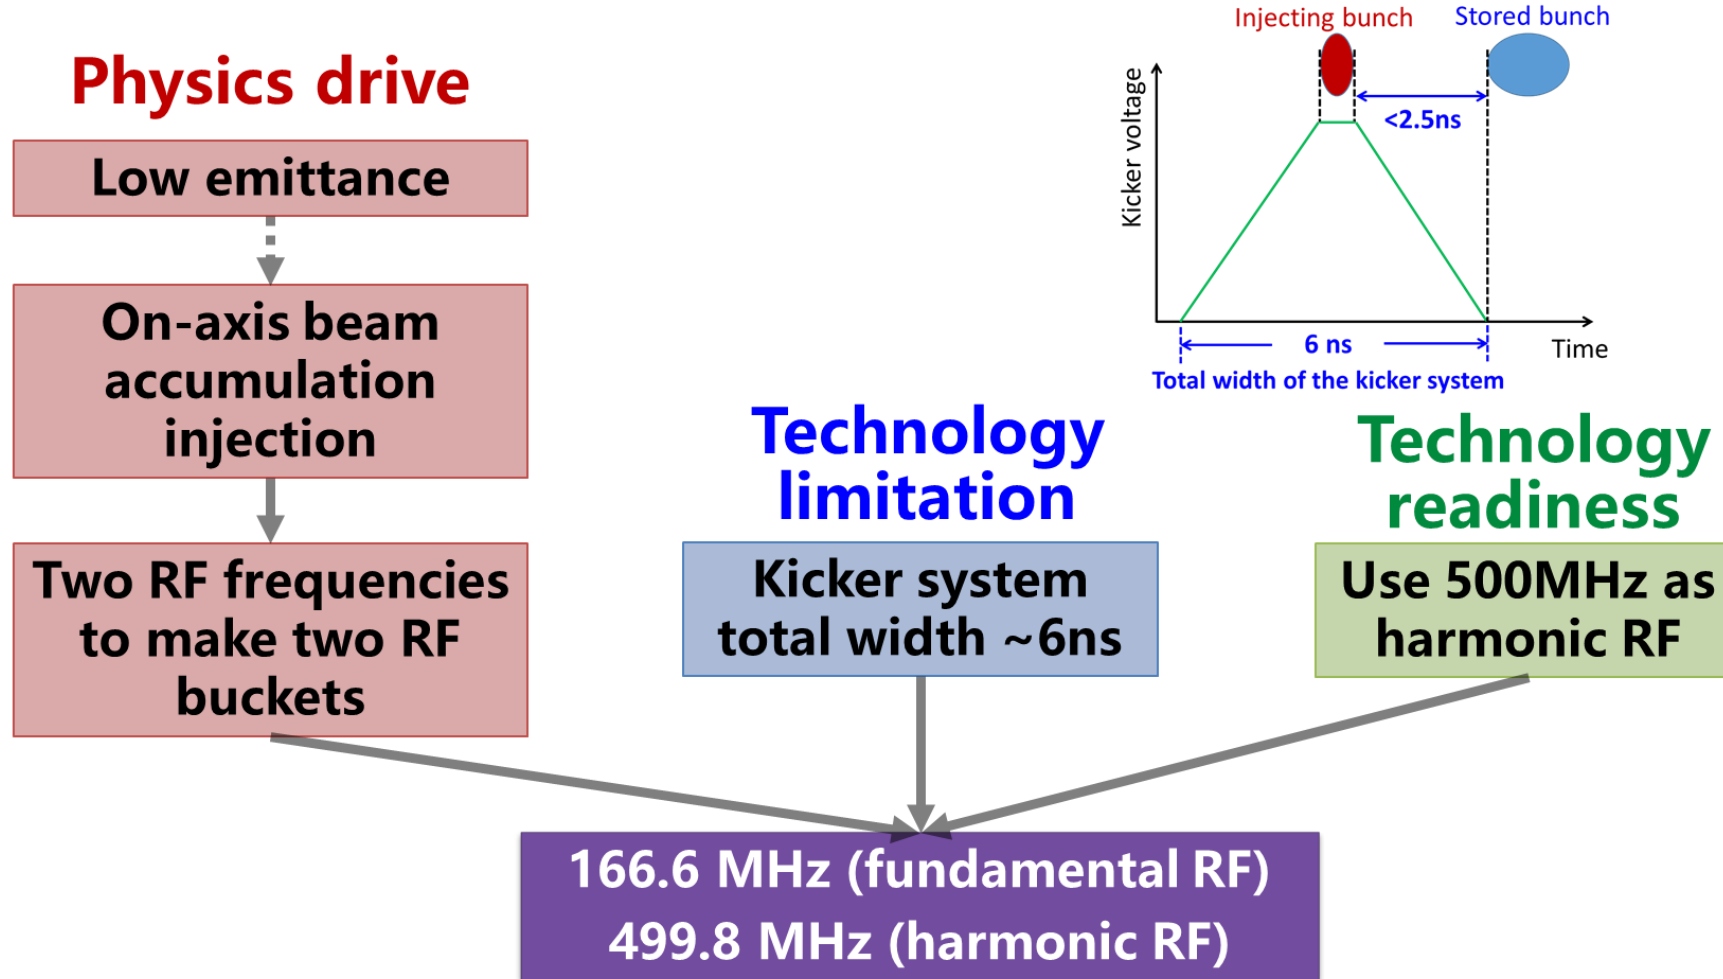 Physics drive
Low emittance
On-axis beam
accumulation
injection
Two RF frequencies
to make two RF
buckets
Injecting bunch
Stored bunch
Kicker voltage
<2.5ns
6 ns
Time
Total width of the kicker system
Technology
limitation
Kicker system
total width ~6ns
Technology
readiness
Use 500MHz as
harmonic RF
166.6 MHz (fundamental RF)
499.8 MHz (harmonic RF)